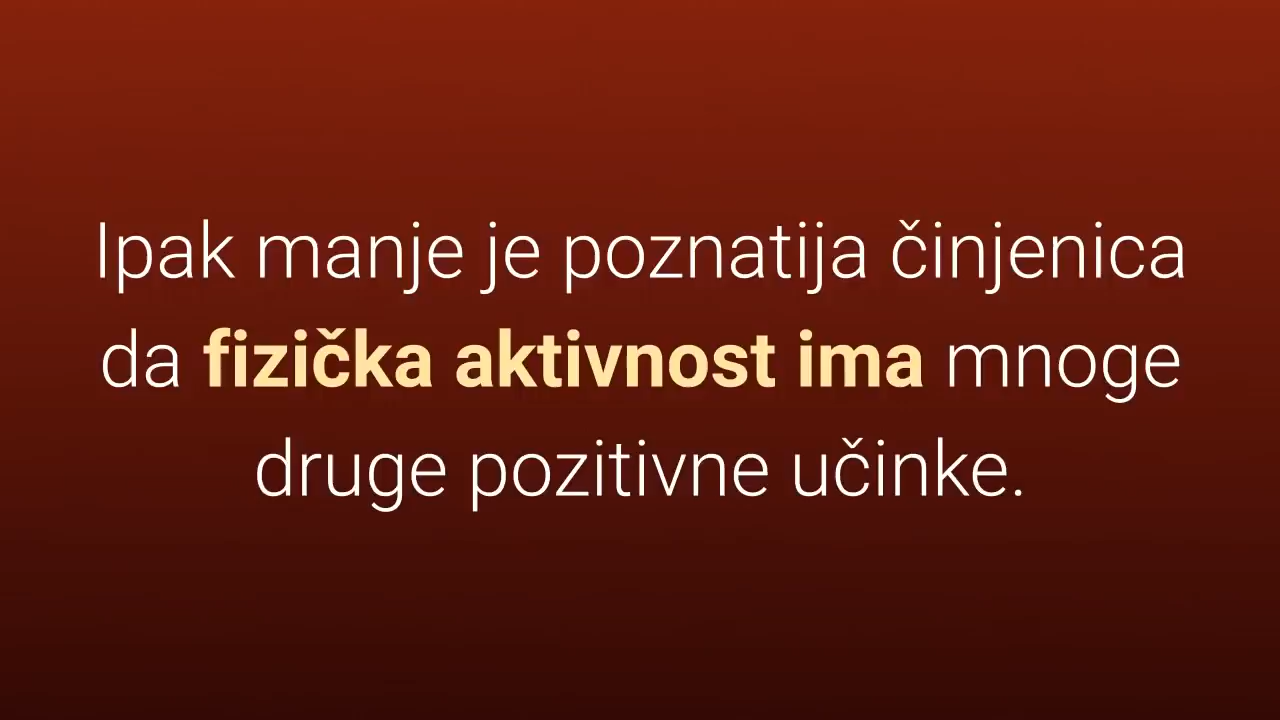 Ipak manje je poznatija činjenica
da fizička aktivnost ima mnoge
druge pozitivne učinke.